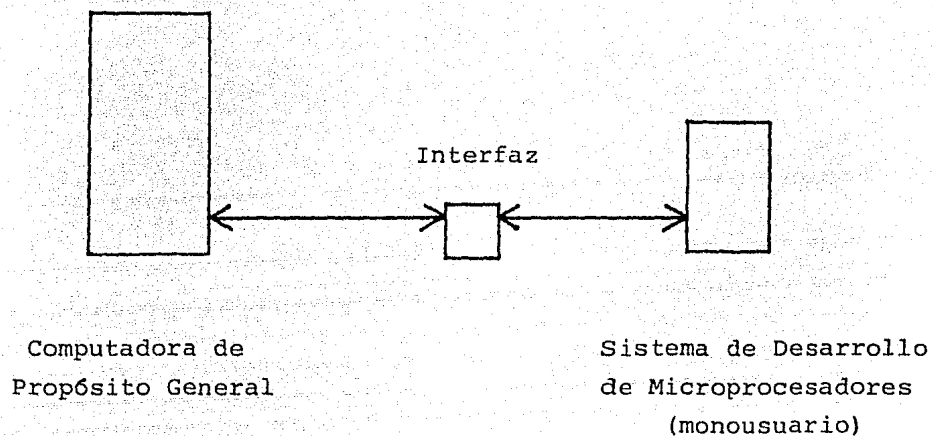 Interfaz
Computadora de
Propósito General
Sistema de Desarrollo
de Microprocesadores
(monousuario)